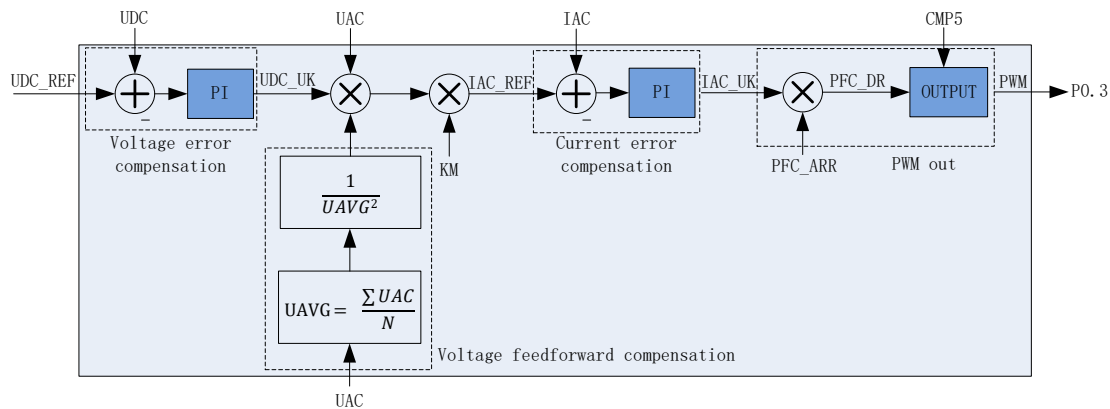 UDC
UAC
IAC
CMP5
UDC_REF
PI
UDC_UK
IAC_REF
PI
IAC_UK
PFC_DR
OUTPUT
PWM
P0.3
Voltage error
compensation
KM
Current error
compensation
PFC_ARR
PWM out
1
UAVG²
UAVG = ∑UAC
N
Voltage feedforward compensation
UAC